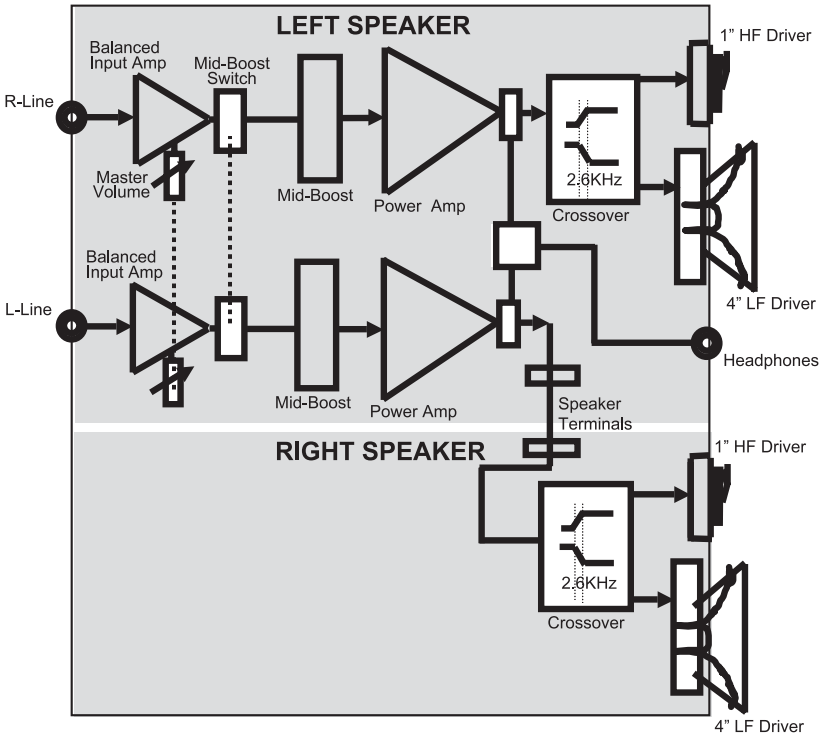 LEFT SPEAKER
1” HF Driver
Balanced
Input Amp
Mid-Boost
Switch
R-Line
Master
Volume
Mid-Boost
Power Amp
2.6KHz
Crossover
Balanced
Input Amp
4” LF Driver
L-Line
Headphones
Mid-Boost
Power Amp
Speaker
Terminals
RIGHT SPEAKER
1” HF Driver
2.6KHz
Crossover
4” LF Driver